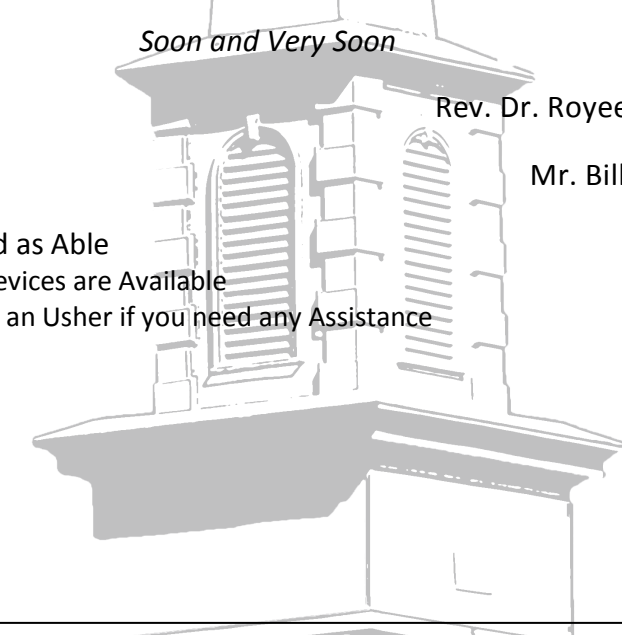 Soon and Very Soon
Rev. Dr. Royee
Mr. Bill
d as Able
evices are Available
an Usher if you need any Assistance